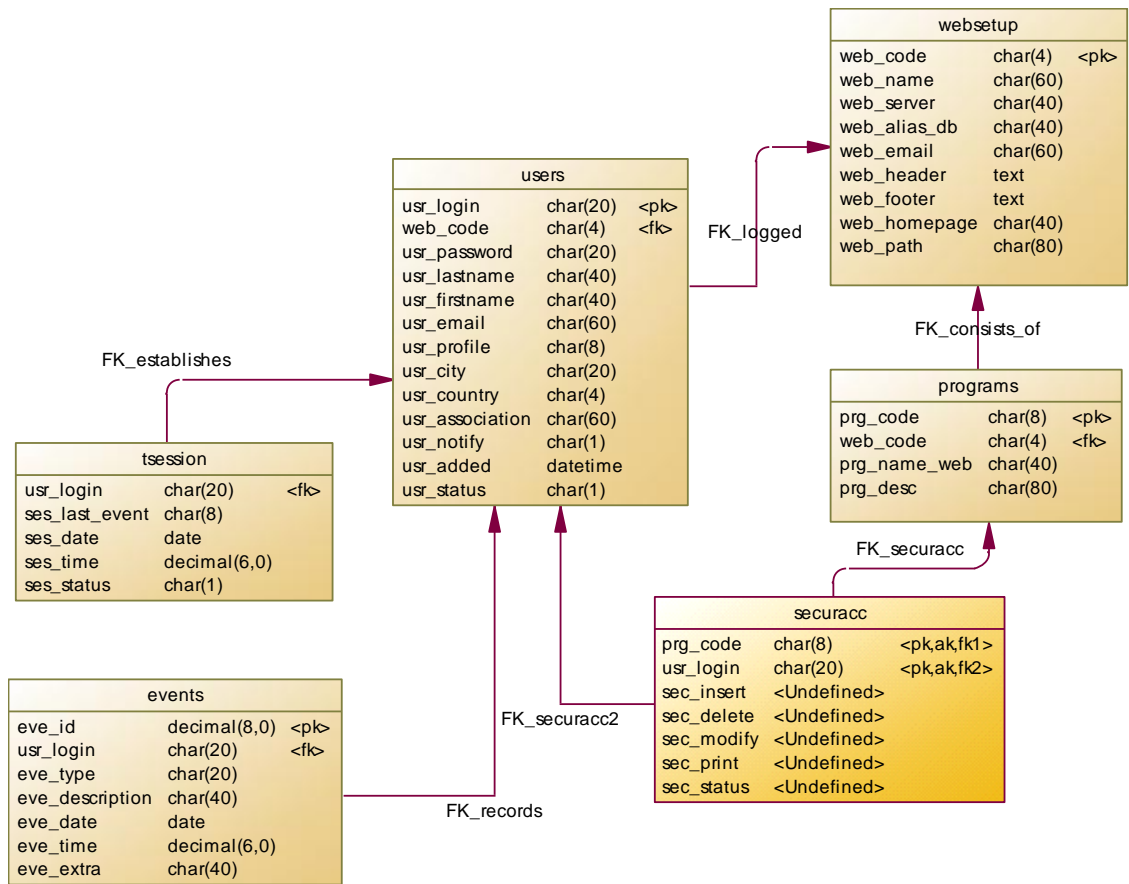 websetup
web_code char(4) <pk>
web_name char(60)
web_server char(40)
web_alias_db char(40)
web_email char(60)
web_header text
web_footer text
web_homepage char(40)
web_path char(80)
users
usr_login char(20) <pk>
web_code char(4) <fk>
usr_password char(20)
usr_lastname char(40)
usr_firstname char(40)
usr_email char(60)
usr_profile char(8)
usr_city char(20)
usr_country char(4)
usr_association char(60)
usr_notify char(1)
usr_added datetime
usr_status char(1)
FK_logged
FK_consists_of
FK_establishes
programs
prg_code char(8) <pk>
web_code char(4) <fk>
prg_name_web char(40)
prg_desc char(80)
tsession
usr_login char(20) <fk>
ses_last_event char(8)
ses_date date
ses_time decimal(6,0)
ses_status char(1)
FK_securacc
securacc
prg_code char(8) <pk,ak,fk1>
usr_login char(20) <pk,ak,fk2>
sec_insert <Undefined>
sec_delete <Undefined>
sec_modify <Undefined>
sec_print <Undefined>
sec_status <Undefined>
FK_securacc2
events
eve_id decimal(8,0) <pk>
usr_login char(20) <fk>
eve_type char(20)
eve_description char(40)
eve_date date
eve_time decimal(6,0)
eve_extra char(40)
FK_records